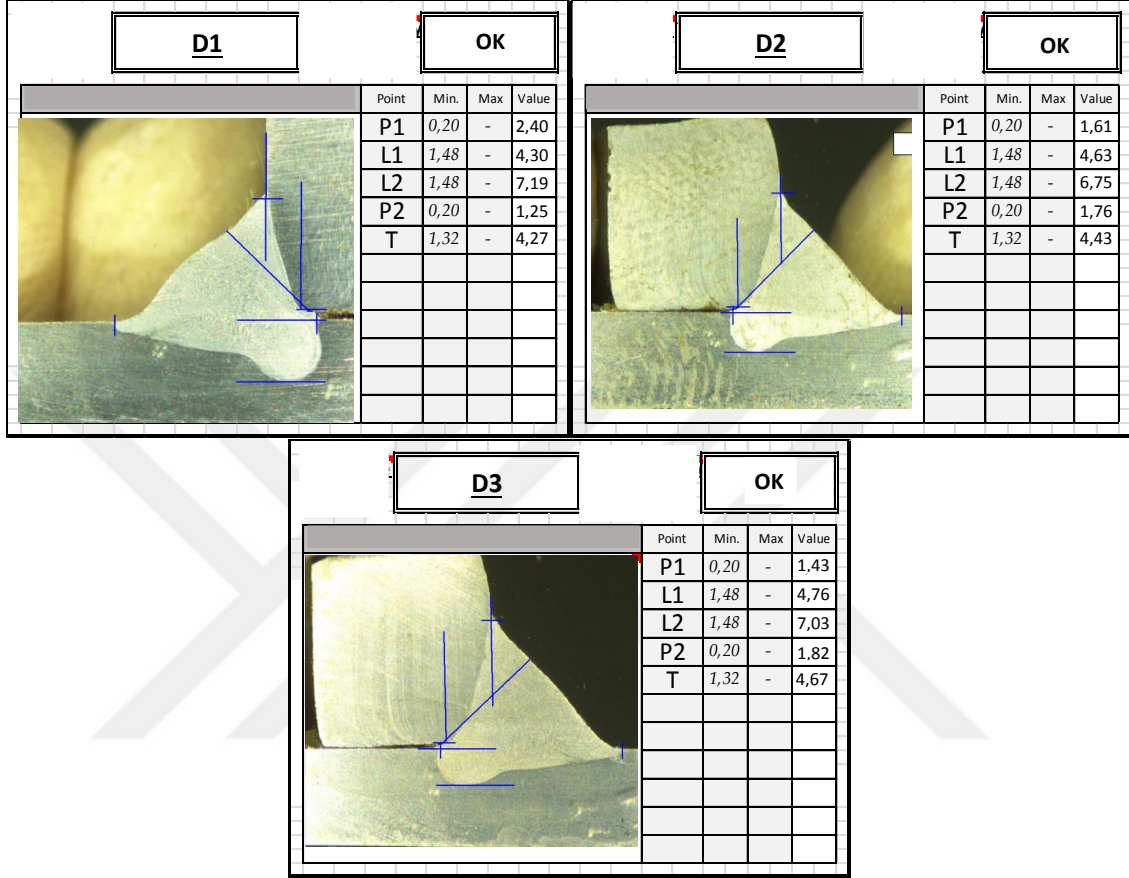 D1 OK
Point Min. Max Value
P1 0,20 - 2,40
L1 1,48 - 4,30
L2 1,48 - 7,19
P2 0,20 - 1,25
T 1,32 - 4,27
D2 OK
Point Min. Max Value
P1 0,20 - 1,61
L1 1,48 - 4,63
L2 1,48 - 6,75
P2 0,20 - 1,76
T 1,32 - 4,43
D3 OK
Point Min. Max Value
P1 0,20 - 1,43
L1 1,48 - 4,76
L2 1,48 - 7,03
P2 0,20 - 1,82
T 1,32 - 4,67